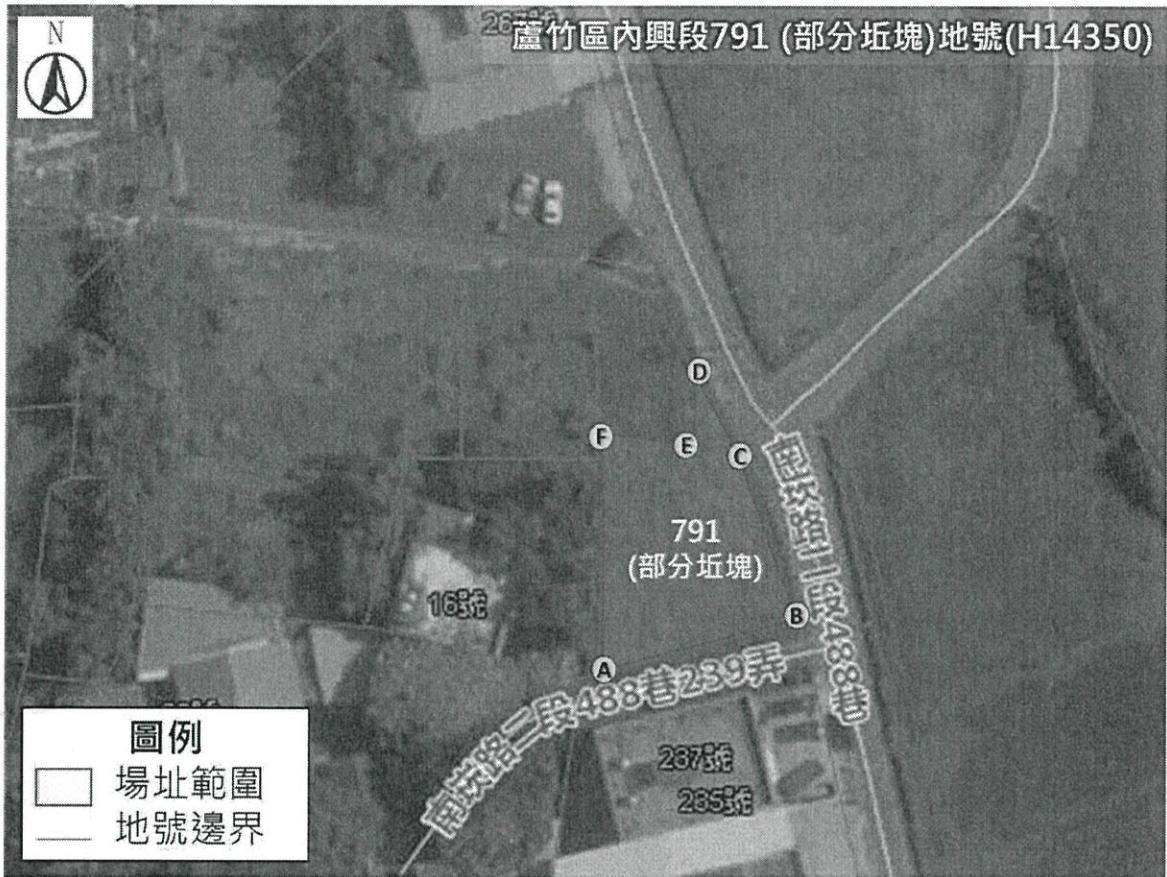 蘆竹區內興段791 (部分坵塊)地號(H14350)
N
D
F
E
C
南崁路二段488巷
791
(部分坵塊)
16號
B
A
南崁路二段488巷239弄
237號
235號
圖例
場址範圍
地號邊界